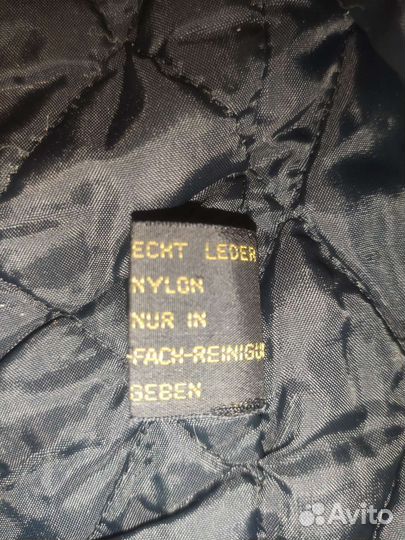 ECHT LEDER
NYLON
NUR IN
-FACH-REINIGU
GEBEN
Avito